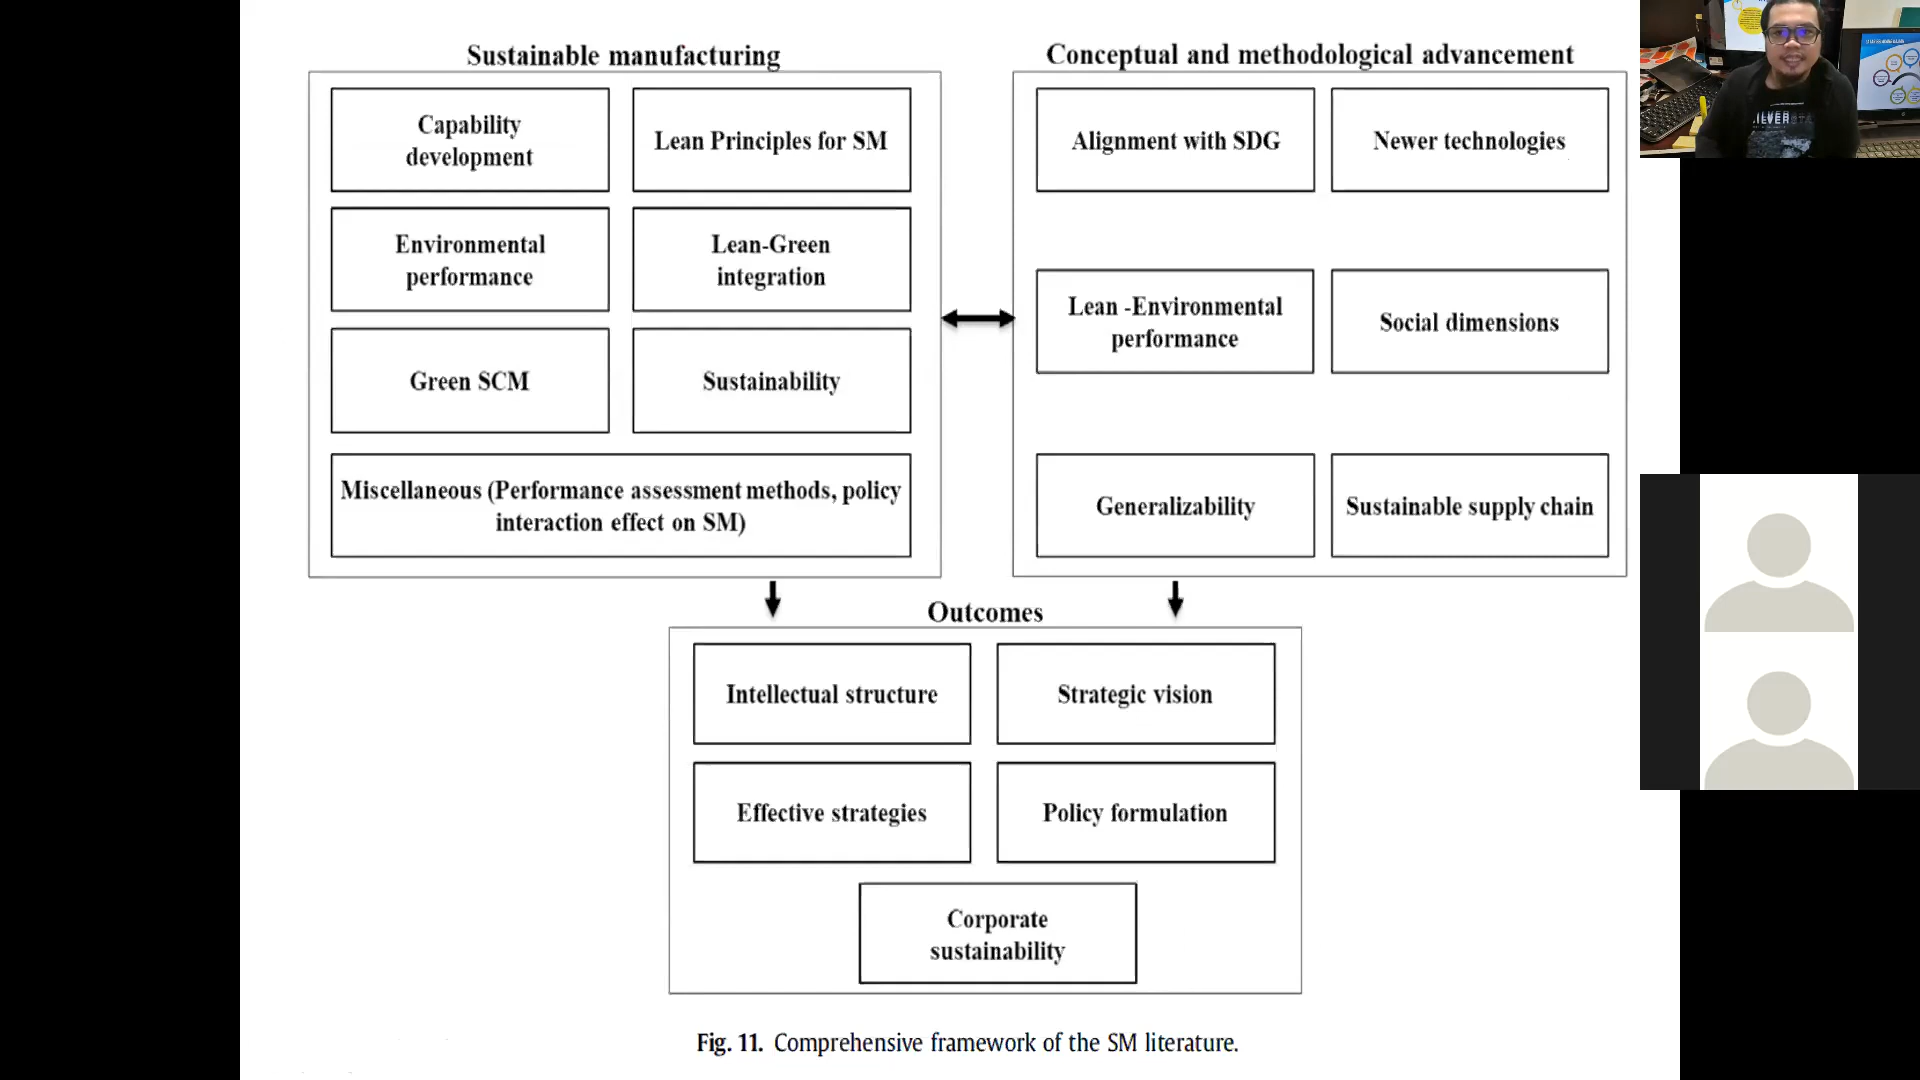 Sustainable manufacturing
Capability
development
Lean Principles for SM
Environmental
performance
Lean-Green
integration
Green SCM
Sustainability
Miscellaneous (Performance assessment methods, policy
interaction effect on SM)
Conceptual and methodological advancement
Alignment with SDG
Newer technologies
Lean -Environmental
performance
Social dimensions
Generalizability
Sustainable supply chain
Outcomes
Intellectual structure
Strategic vision
Effective strategies
Policy formulation
Corporate
sustainability
Fig. 11. Comprehensive framework of the SM literature.